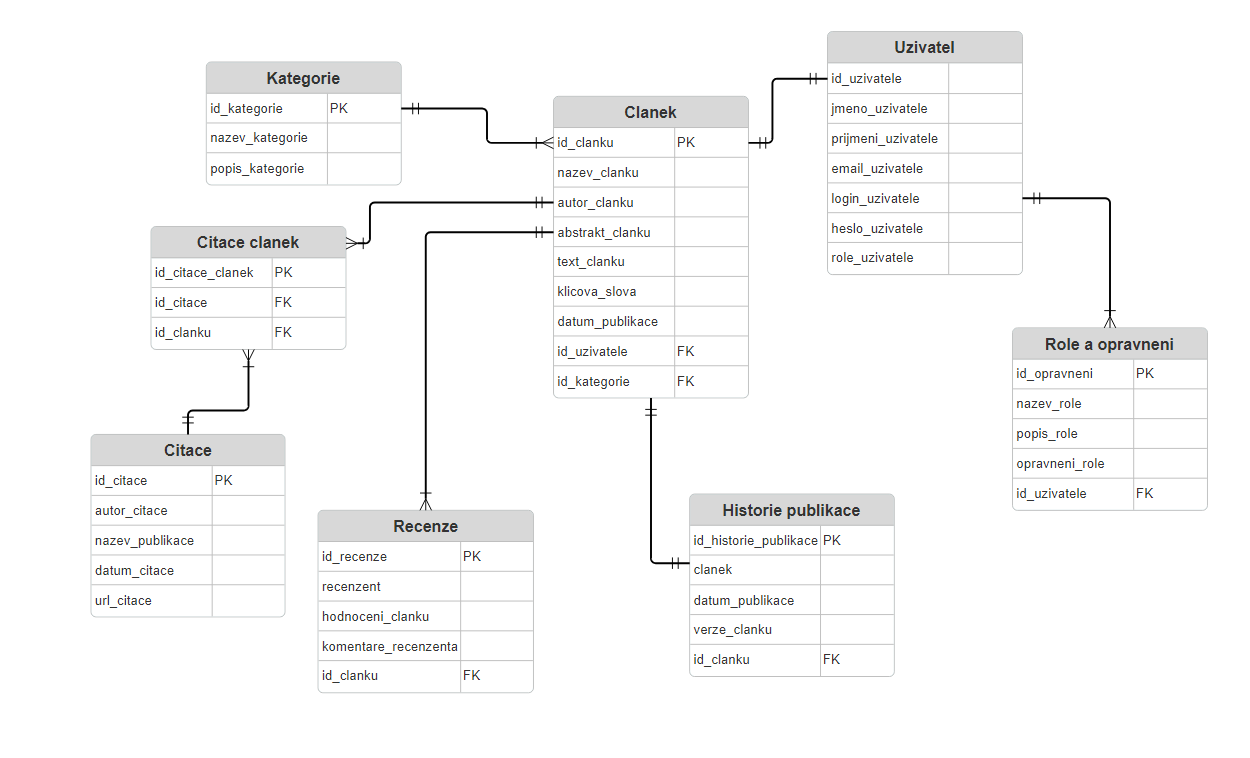 Kategorie
id_kategorie PK
nazev_kategorie
popis_kategorie
Citace clanek
id_citace_clanek PK
id_citace FK
id_clanku FK
Citace
id_citace PK
autor_citace
nazev_publikace
datum_citace
url_citace
Clanek
id_clanku PK
nazev_clanku
autor_clanku
abstrakt_clanku
text_clanku
klicova_slova
datum_publikace
id_uzivatele FK
id_kategorie FK
Recenze
id_recenze PK
recenzent
hodnoceni_clanku
komentare_recenzenta
id_clanku FK
Historie publikace
id_historie_publikace PK
clanek
datum_publikace
verze_clanku
id_clanku FK
Uzivatel
id_uzivatele
jmeno_uzivatele
prijmeni_uzivatele
email_uzivatele
login_uzivatele
heslo_uzivatele
role_uzivatele
Role a opravneni
id_opravneni PK
nazev_role
popis_role
opravneni_role
id_uzivatele FK